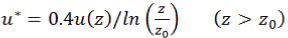 u* = 0.4u(z)/ln(z/z₀)    (z > z₀)